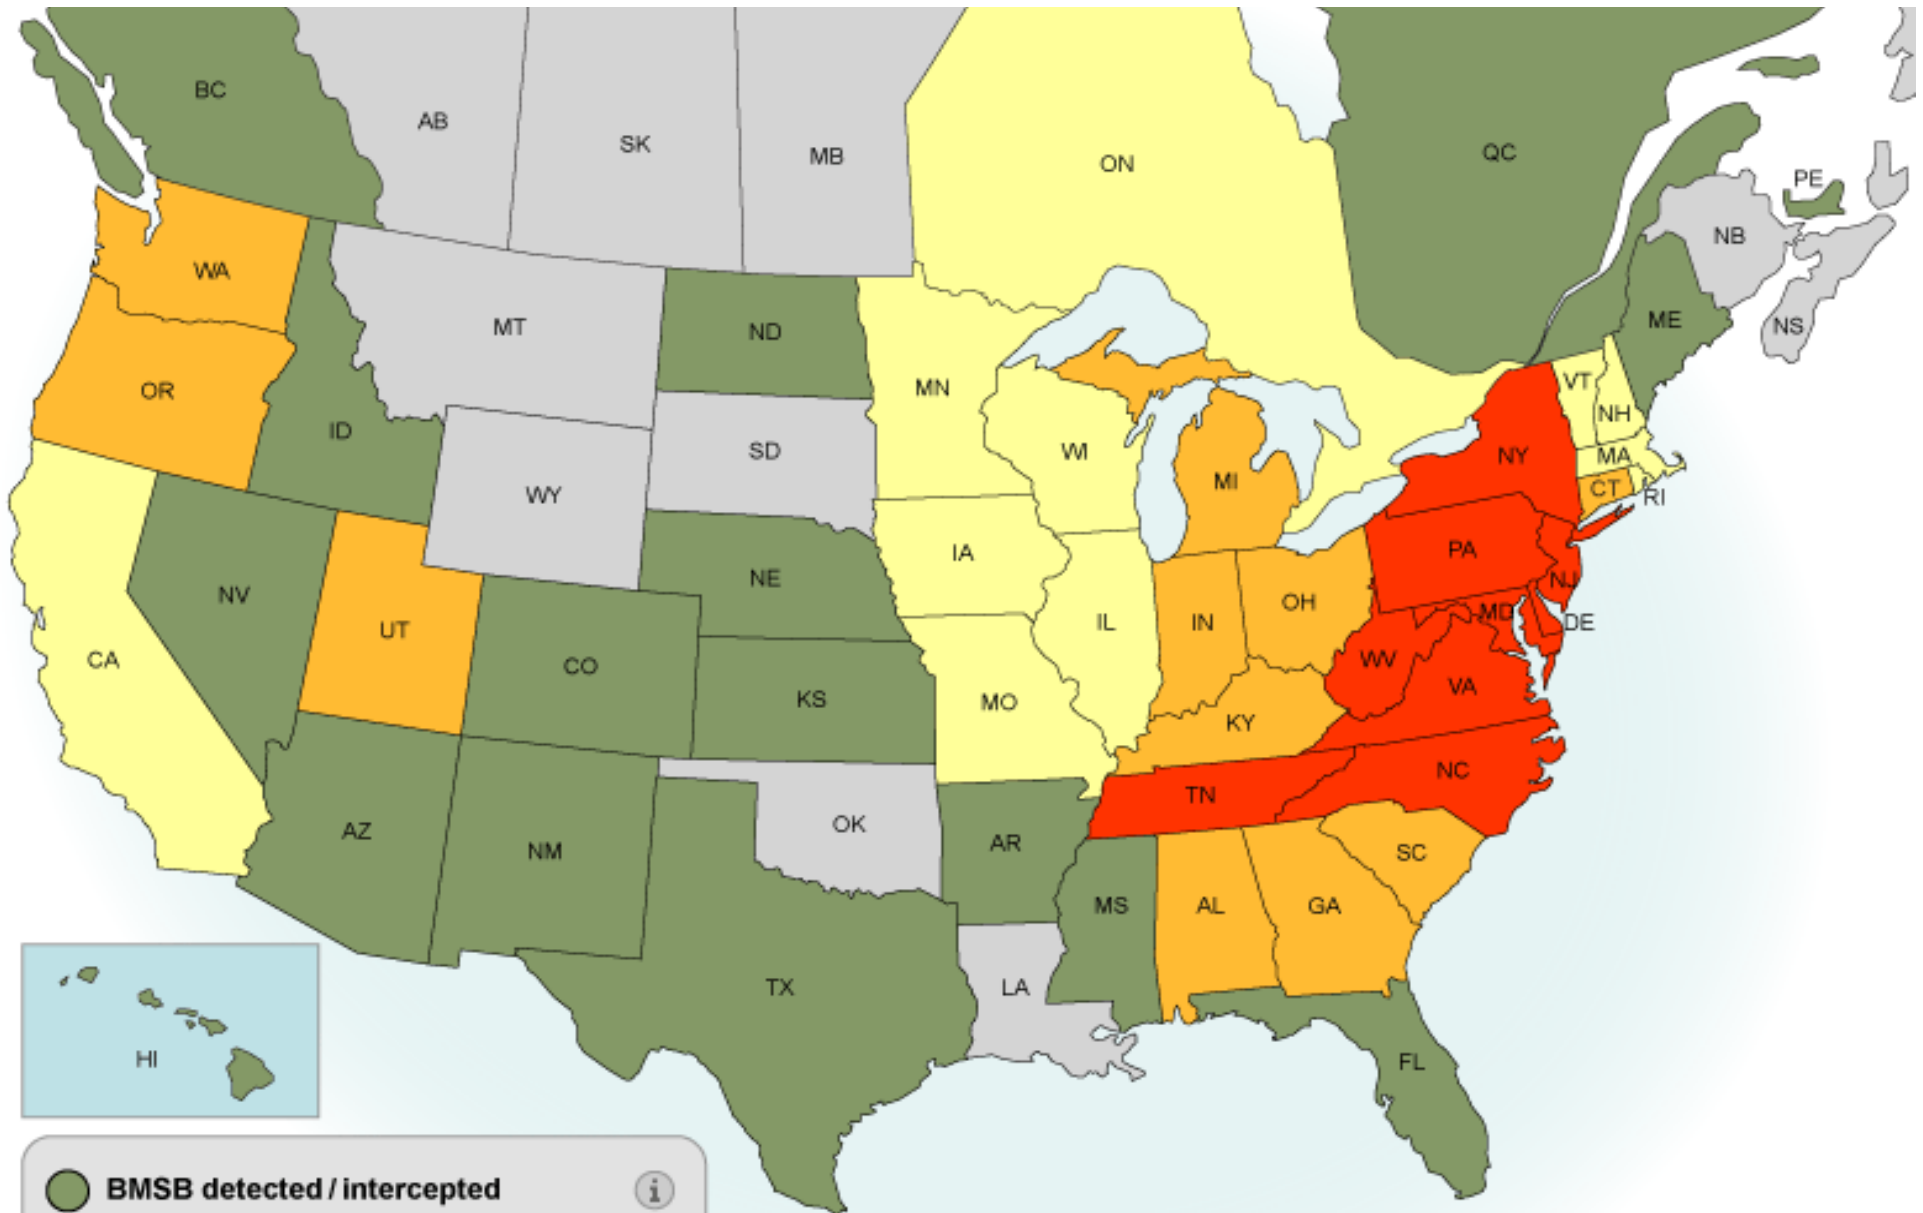 BC
AB
SK
MB
ON
QC
PE
NB
NS
WA
MT
ND
ME
OR
ID
MN
VT
NH
WY
SD
WI
MI
NY
MA
CT
RI
NV
UT
NE
IA
PA
NJ
CA
CO
KS
IL
IN
OH
MD
DE
MO
WV
VA
KY
AZ
NM
OK
AR
TN
NC
SC
MS
AL
GA
TX
LA
FL
HI
BMSB detected / intercepted i